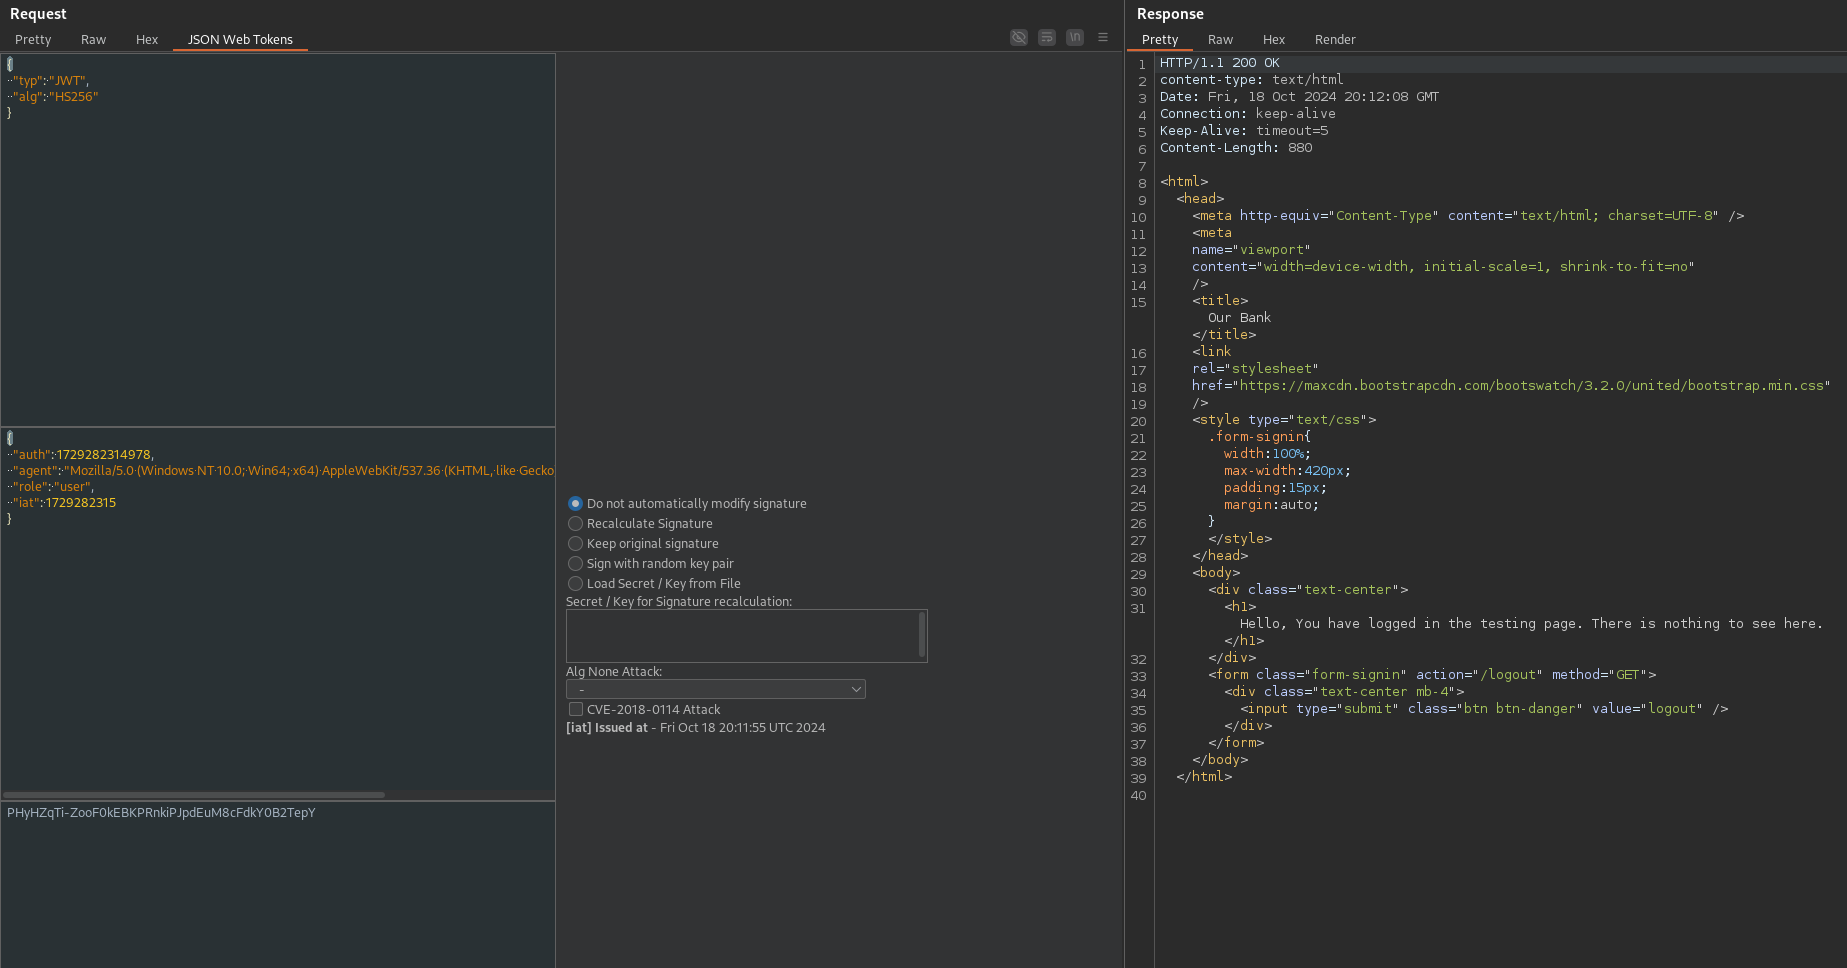 Request
Pretty Raw Hex JSON Web Tokens
\n
{
··"typ":·"JWT",
··"alg":·"HS256"
}
{
··"auth":·1729282314978,
··"agent":·"Mozilla/5.0·(Windows·NT·10.0;·Win64;·x64)·AppleWebKit/537.36·(KHTML,·like·Gecko
··"role":·"user",
··"iat":·1729282315
}
PHyHZqTi-ZooF0kEBKPRnkiPJpdEuM8cFdkY0B2TepY
Do not automatically modify signature
Recalculate Signature
Keep original signature
Sign with random key pair
Load Secret / Key from File
Secret / Key for Signature recalculation:
Alg None Attack:
-
CVE-2018-0114 Attack
[iat] Issued at - Fri Oct 18 20:11:55 UTC 2024
Response
Pretty Raw Hex Render
1 HTTP/1.1 200 OK
2 content-type: text/html
3 Date: Fri, 18 Oct 2024 20:12:08 GMT
4 Connection: keep-alive
5 Keep-Alive: timeout=5
6 Content-Length: 880
7
8 <html>
9 <head>
10 <meta http-equiv="Content-Type" content="text/html; charset=UTF-8" />
11 <meta
12 name="viewport"
13 content="width=device-width, initial-scale=1, shrink-to-fit=no"
14 />
15 <title>
Our Bank
</title>
16 <link
17 rel="stylesheet"
18 href="https://maxcdn.bootstrapcdn.com/bootswatch/3.2.0/united/bootstrap.min.css"
19 />
20 <style type="text/css">
21 .form-signin{
22 width:100%;
23 max-width:420px;
24 padding:15px;
25 margin:auto;
26 }
27 </style>
28 </head>
29 <body>
30 <div class="text-center">
31 <h1>
Hello, You have logged in the testing page. There is nothing to see here.
</h1>
32 </div>
33 <form class="form-signin" action="/logout" method="GET">
34 <div class="text-center mb-4">
35 <input type="submit" class="btn btn-danger" value="logout" />
36 </div>
37 </form>
38 </body>
39 </html>
40